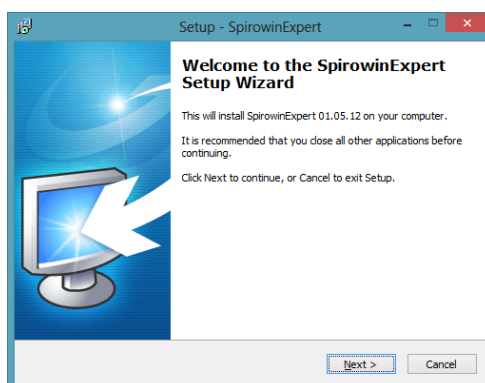 Setup - SpirowinExpert
Welcome to the SpirowinExpert
Setup Wizard
This will install SpirowinExpert 01.05.12 on your computer.
It is recommended that you close all other applications before
continuing.
Click Next to continue, or Cancel to exit Setup.
Next >
Cancel